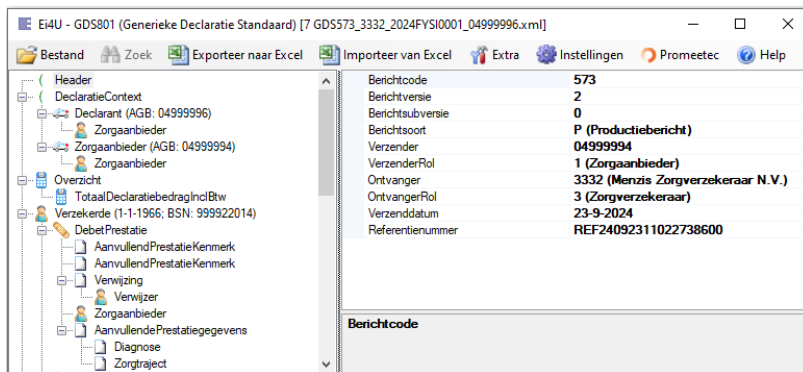 Ei4U - GDS801 (Generieke Declaratie Standaard) [7 GDS573_3332_2024FYSI0001_04999996.xml]
Bestand Zoek Exporteer naar Excel Importeer van Excel Extra Instellingen Promeetec Help
Header
DeclaratieContext
Declarant (AGB: 04999996)
Zorgaanbieder
Zorgaanbieder (AGB: 04999994)
Zorgaanbieder
Overzicht
TotaalDeclaratiebedragInclBtw
Verzekerde (1-1-1966; BSN: 999922014)
DebetPrestatie
AanvullendPrestatieKenmerk
AanvullendPrestatieKenmerk
Verwijzing
Verwijzer
Zorgaanbieder
AanvullendePrestatiegegevens
Diagnose
Zorgtraject
Berichtcode 573
Berichtversie 2
Berichtsubversie 0
Berichtsoort P (Productiebericht)
Verzender 04999994
VerzenderRol 1 (Zorgaanbieder)
Ontvanger 3332 (Menzis Zorgverzekeraar N.V.)
OntvangerRol 3 (Zorgverzekeraar)
Verzenddatum 23-9-2024
Referentienummer REF24092311022738600
Berichtcode